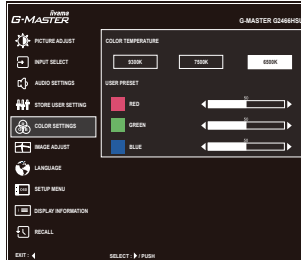 iiyama
G-MASTER
G-MASTER G2466HSU
PICTURE ADJUST
INPUT SELECT
AUDIO SETTINGS
STORE USER SETTING
COLOR SETTINGS
IMAGE ADJUST
LANGUAGE
OSD SETUP MENU
DISPLAY INFORMATION
RECALL
COLOR TEMPERATURE
9300K 7500K 6500K
USER PRESET
RED 50
GREEN 50
BLUE 50
EXIT : SELECT : / PUSH